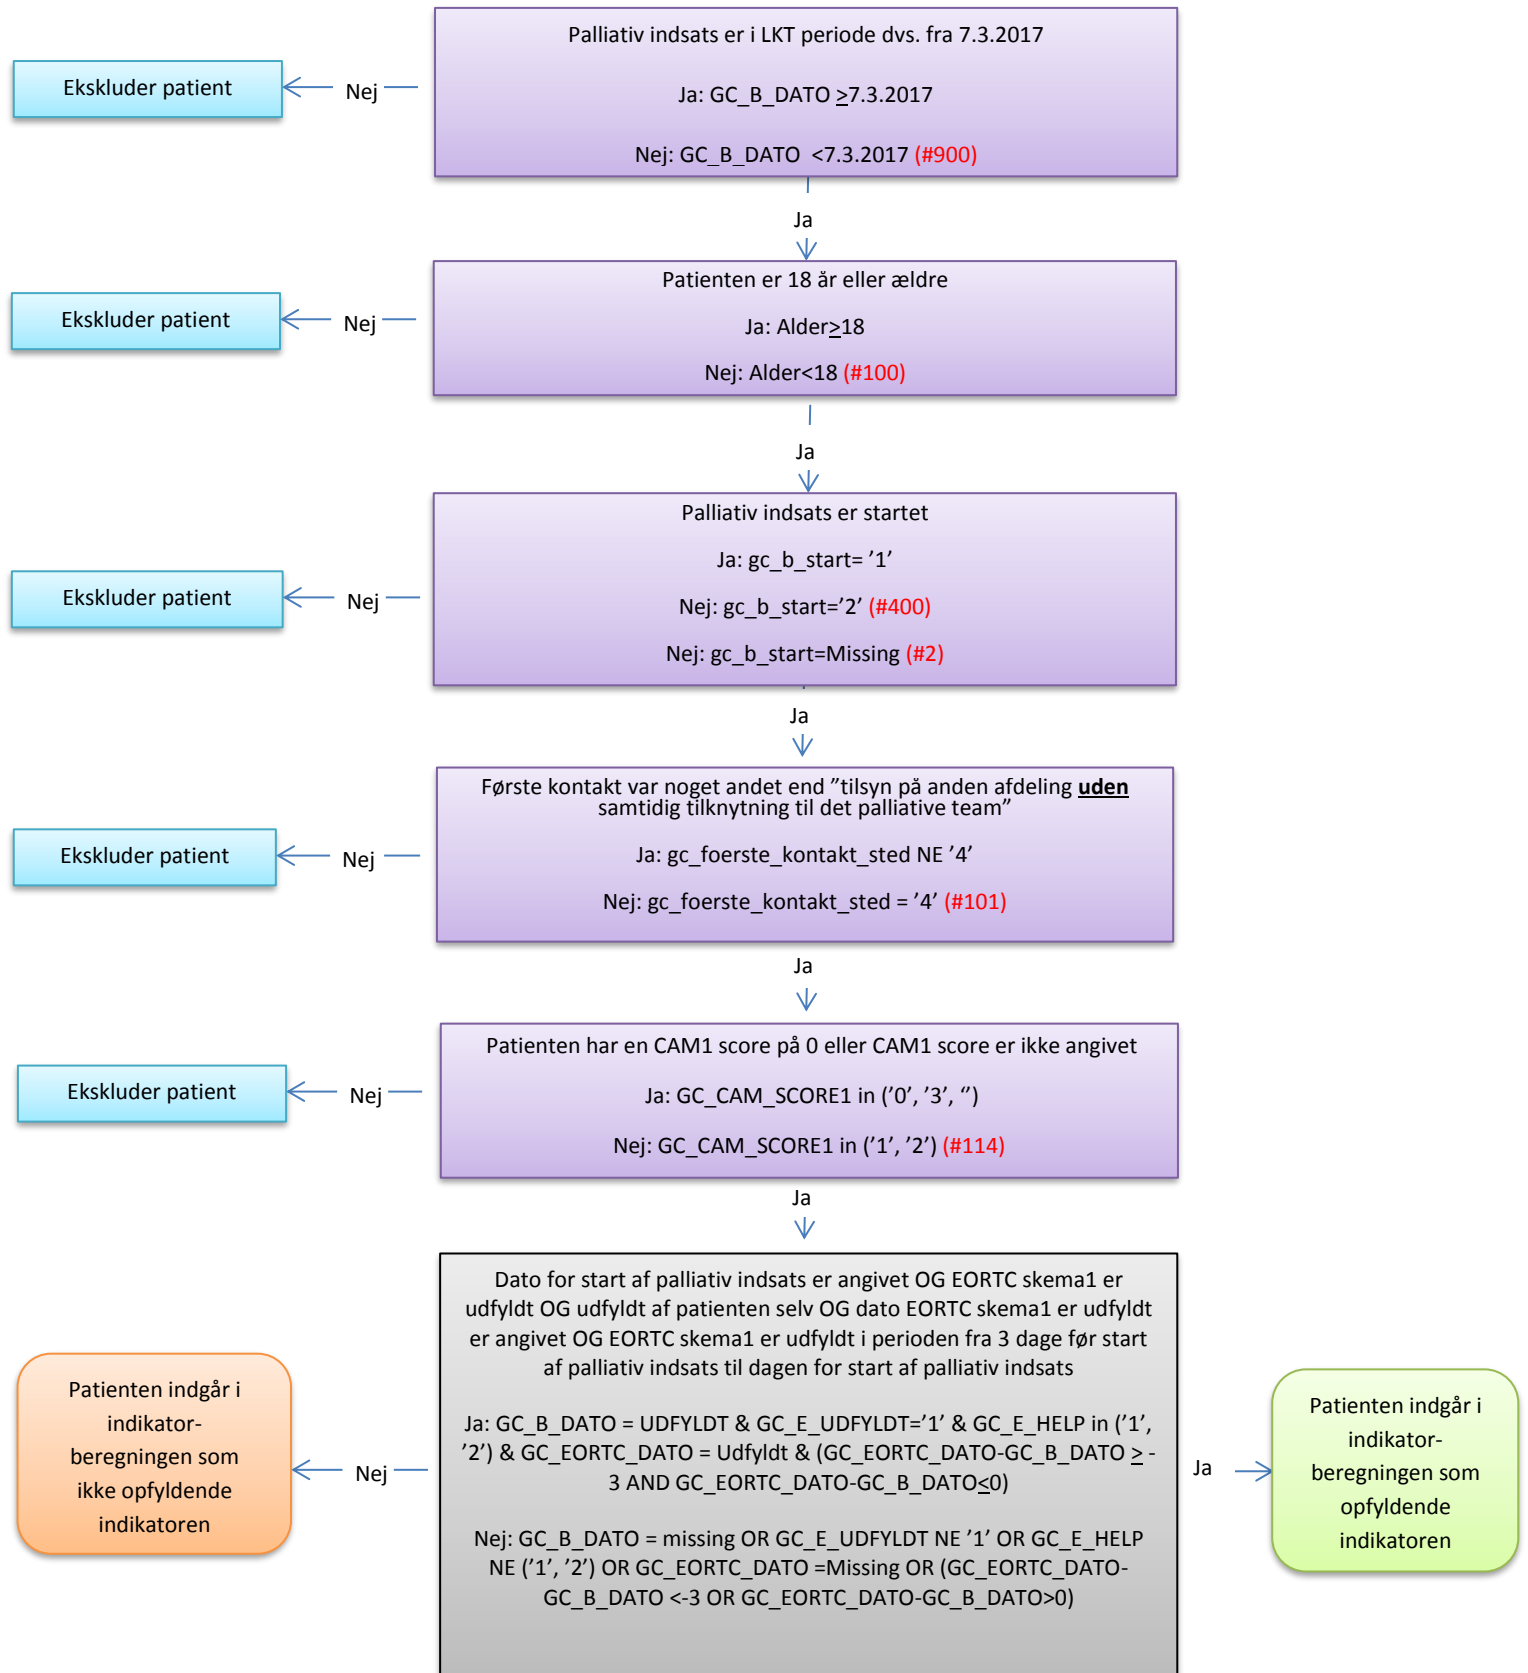 Palliativ indsats er i LKT periode dvs. fra 7.3.2017
Ja: GC_B_DATO ≥7.3.2017
Nej: GC_B_DATO <7.3.2017 (#900)
Nej
Ekskluder patient
Ja
Patienten er 18 år eller ældre
Ja: Alder≥18
Nej: Alder<18 (#100)
Nej
Ekskluder patient
Ja
Palliativ indsats er startet
Ja: gc_b_start= ’1’
Nej: gc_b_start=’2’ (#400)
Nej: gc_b_start=Missing (#2)
Nej
Ekskluder patient
Ja
Første kontakt var noget andet end ”tilsyn på anden afdeling uden
samtidig tilknytning til det palliative team”
Ja: gc_foerste_kontakt_sted NE ’4’
Nej: gc_foerste_kontakt_sted = ’4’ (#101)
Nej
Ekskluder patient
Ja
Patienten har en CAM1 score på 0 eller CAM1 score er ikke angivet
Ja: GC_CAM_SCORE1 in (’0’, ’3’, ‘’)
Nej: GC_CAM_SCORE1 in (’1’, ’2’) (#114)
Nej
Ekskluder patient
Ja
Dato for start af palliativ indsats er angivet OG EORTC skema1 er
udfyldt OG udfyldt af patienten selv OG dato EORTC skema1 er udfyldt
er angivet OG EORTC skema1 er udfyldt i perioden fra 3 dage før start
af palliativ indsats til dagen for start af palliativ indsats
Ja: GC_B_DATO = UDFYLDT & GC_E_UDFYLDT=’1’ & GC_E_HELP in (’1’,
’2’) & GC_EORTC_DATO = Udfyldt & (GC_EORTC_DATO-GC_B_DATO ≥ -
3 AND GC_EORTC_DATO-GC_B_DATO≤0)
Nej: GC_B_DATO = missing OR GC_E_UDFYLDT NE ’1’ OR GC_E_HELP
NE (’1’, ’2’) OR GC_EORTC_DATO =Missing OR (GC_EORTC_DATO-
GC_B_DATO <-3 OR GC_EORTC_DATO-GC_B_DATO>0)
Nej
Patienten indgår i
indikator-
beregningen som
ikke opfyldende
indikatoren
Ja
Patienten indgår i
indikator-
beregningen som
opfyldende
indikatoren